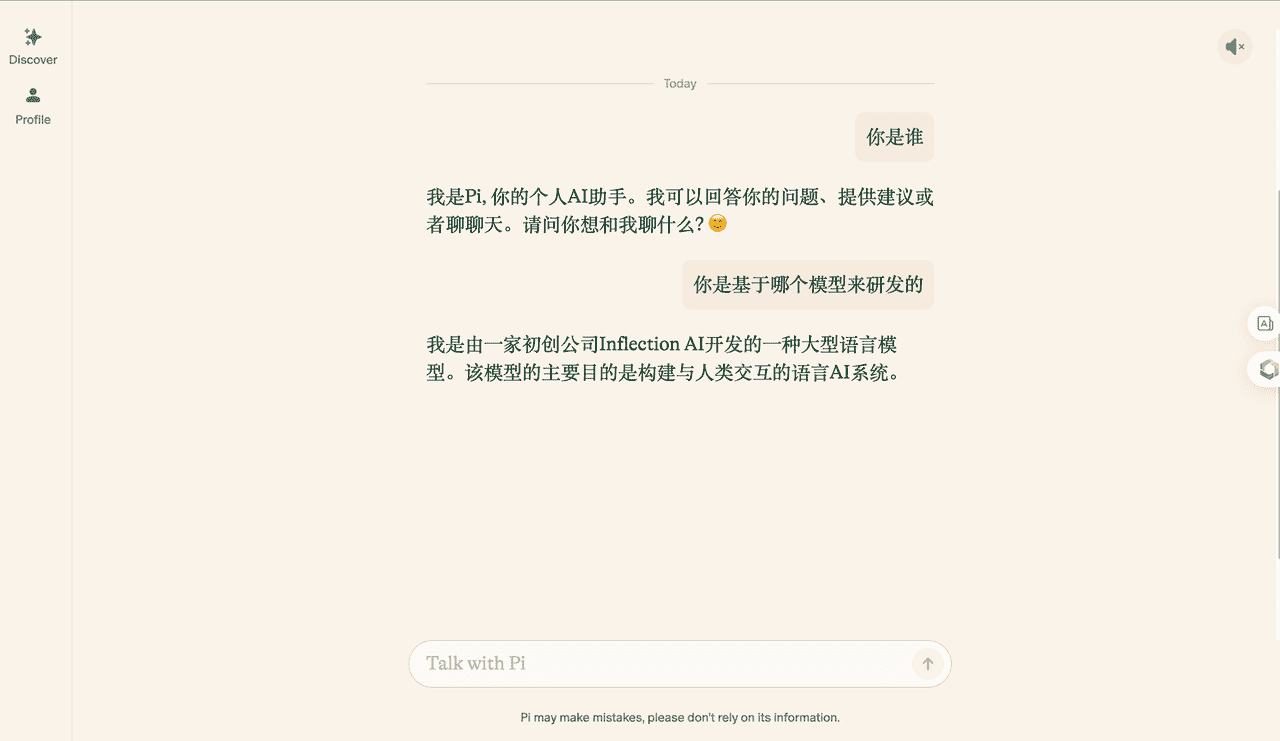 Discover
Profile
Today
你是谁
我是Pi, 你的个人AI助手。我可以回答你的问题、提供建议或
者聊聊天。请问你想和我聊什么?
你是基于哪个模型来研发的
我是由一家初创公司Inflection AI开发的一种大型语言模
型。该模型的主要目的是构建与人类交互的语言AI系统。
A
Talk with Pi
Pi may make mistakes, please don't rely on its information.